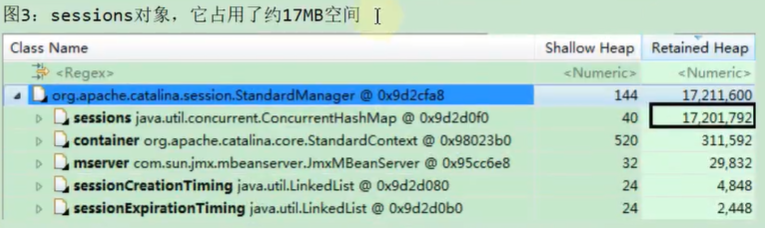 图3：sessions对象，它占用了约17MB空间
Class Name Shallow Heap Retained Heap
<Regex> <Numeric> <Numeric>
org.apache.catalina.session.StandardManager @ 0x9d2cfa8 144 17,211,600
sessions java.util.concurrent.ConcurrentHashMap @ 0x9d2d0f0 40 17,201,792
container org.apache.catalina.core.StandardContext @ 0x98023b0 520 311,592
mserver com.sun.jmx.mbeanserver.JmxMBeanServer @ 0x95cc6e8 32 29,832
sessionCreationTiming java.util.LinkedList @ 0x9d2d080 24 4,848
sessionExpirationTiming java.util.LinkedList @ 0x9d2d0b0 24 2,448